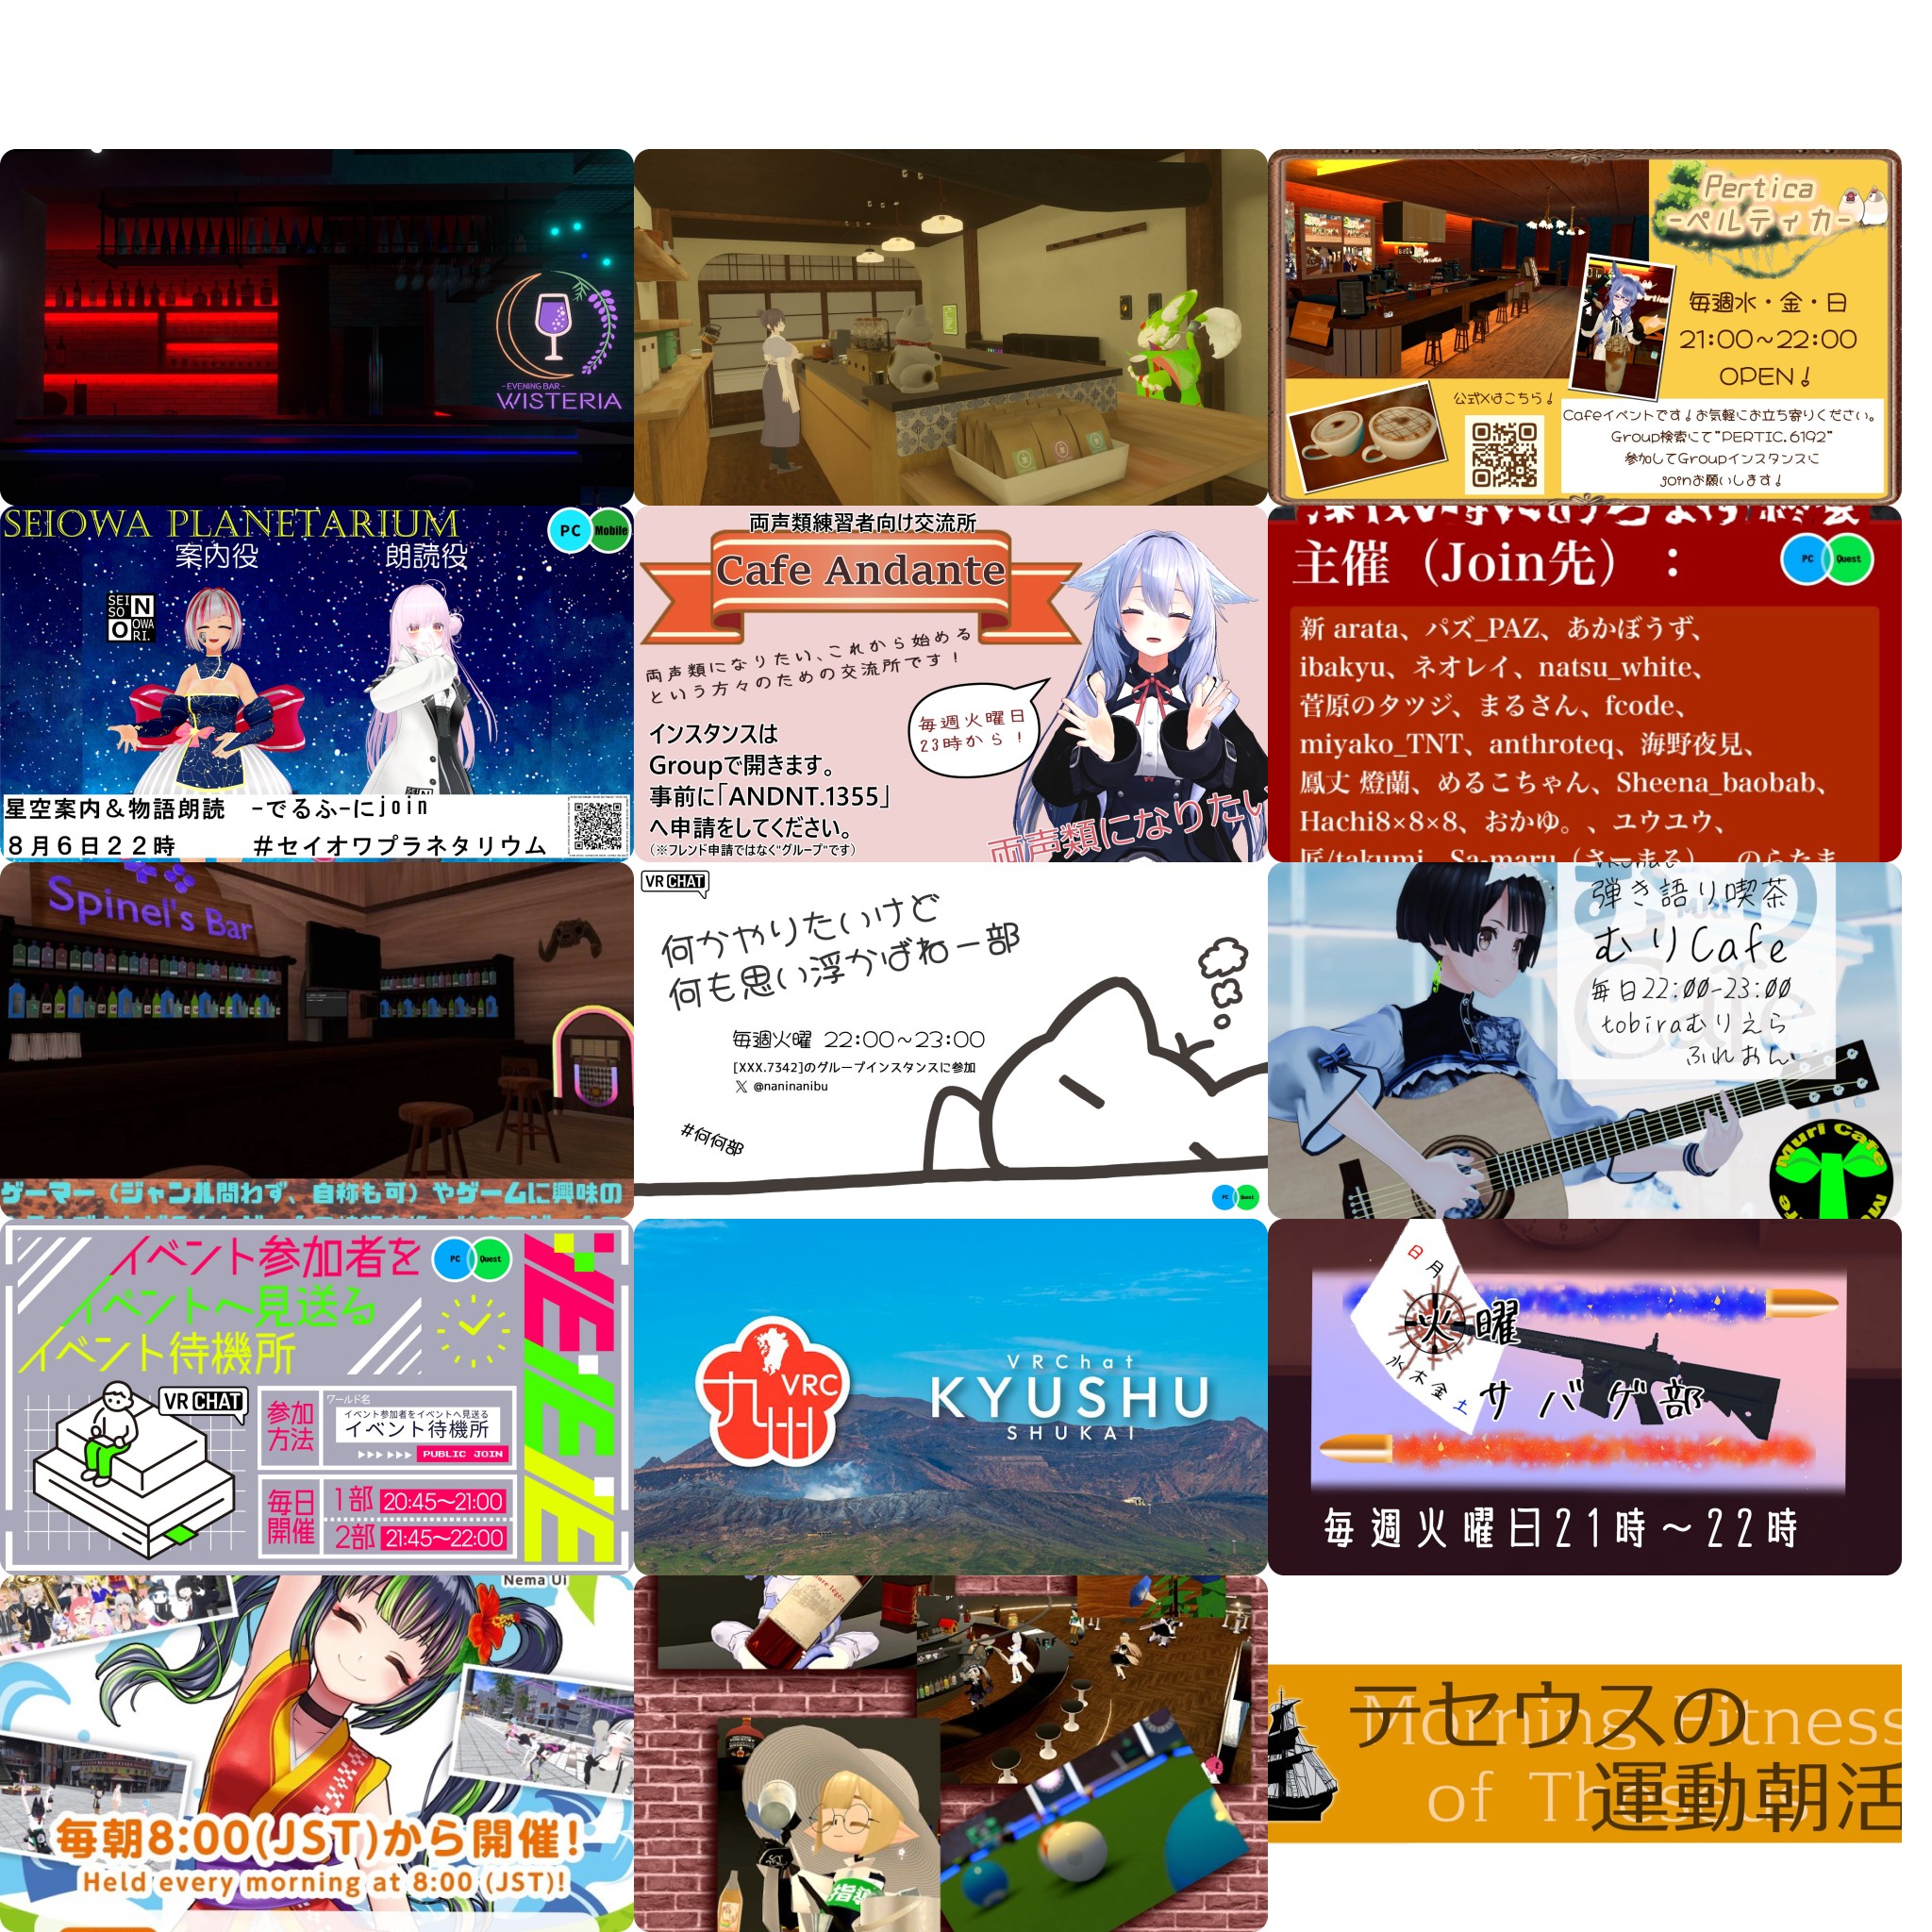 -EVENING BAR-
WISTERIA
Pertica
-ペルティカ-
毎週水・金・日
21:00~22:00
OPEN!
公式Xはこちら!
Cafeイベントです!お気軽にお立ち寄りください。
Group検索にて"PERTIC.6192"
参加してGroupインスタンスに
joinお願いします!
SEIOWA PLANETARIUM
PC Mobile
案内役 朗読役
SEI N
SO OWA
O RI.
星空案内&物語朗読 -でるふ-にjoin
8月6日22時 #セイオワプラネタリウム
両声類練習者向け交流所
Cafe Andante
両声類になりたい、これから始める
という方々のための交流所です!
毎週火曜日
23時から!
インスタンスは
Groupで開きます。
事前に「ANDNT.1355」
へ申請をしてください。
(※フレンド申請ではなく"グループ"です)
両声類になりたい
主催(Join先):
PC Quest
新 arata、パズ_PAZ、あかぼうず、
ibakyu、ネオレイ、natsu_white、
菅原のタツジ、まるさん、fcode、
miyako_TNT、anthroteq、海野夜見、
鳳丈 燈蘭、めるこちゃん、Sheena_baobab、
Hachi8×8×8、おかゆ。、ユウユウ、
匠/takumi、Sa-maru(さーまる)、のらたま
Spinel's Bar
ゲーマー(ジャンル問わず、自称も可)やゲームに興味の
VRCHAT
何かやりたいけど
何も思い浮かばねー部
毎週火曜 22:00~23:00
[XXX.7342]のグループインスタンスに参加
X @naninanibu
#何何部
PC Quest
弾き語り喫茶
むりCafe
毎日22:00-23:00
tobiraむりえら
ふれおん
Muri Cafe
イベント参加者を
イベントへ見送る
イベント待機所
PC Quest
VRCHAT
参加
方法
ワールド名
イベント参加者をイベントへ見送る
イベント待機所
PUBLIC JOIN
毎日
開催
1部 20:45~21:00
2部 21:45~22:00
九州 VRC
VRChat
KYUSHU
SHUKAI
日
月
火曜
水
木
金
土
サバゲ部
毎週火曜日21時~22時
Nema Ui
毎朝8:00(JST)から開催!
Held every morning at 8:00 (JST)!
指導
テセウスの
運動朝活
Morning Fitness
of Theseus